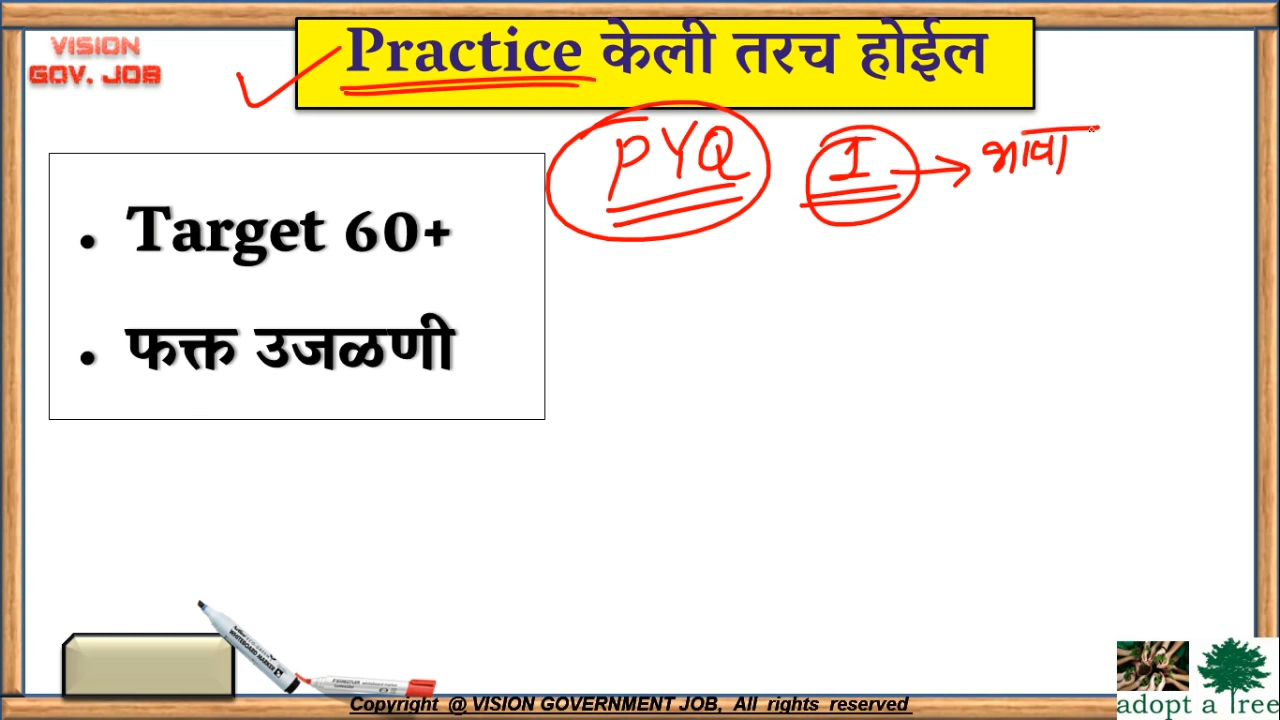 VISION
GOV. JOB
Practice केली तरच होईल
PYQ I → भाषा
• Target 60+
• फक्त उजळणी
Copyright @ VISION GOVERNMENT JOB, All rights reserved
adopt a Tree